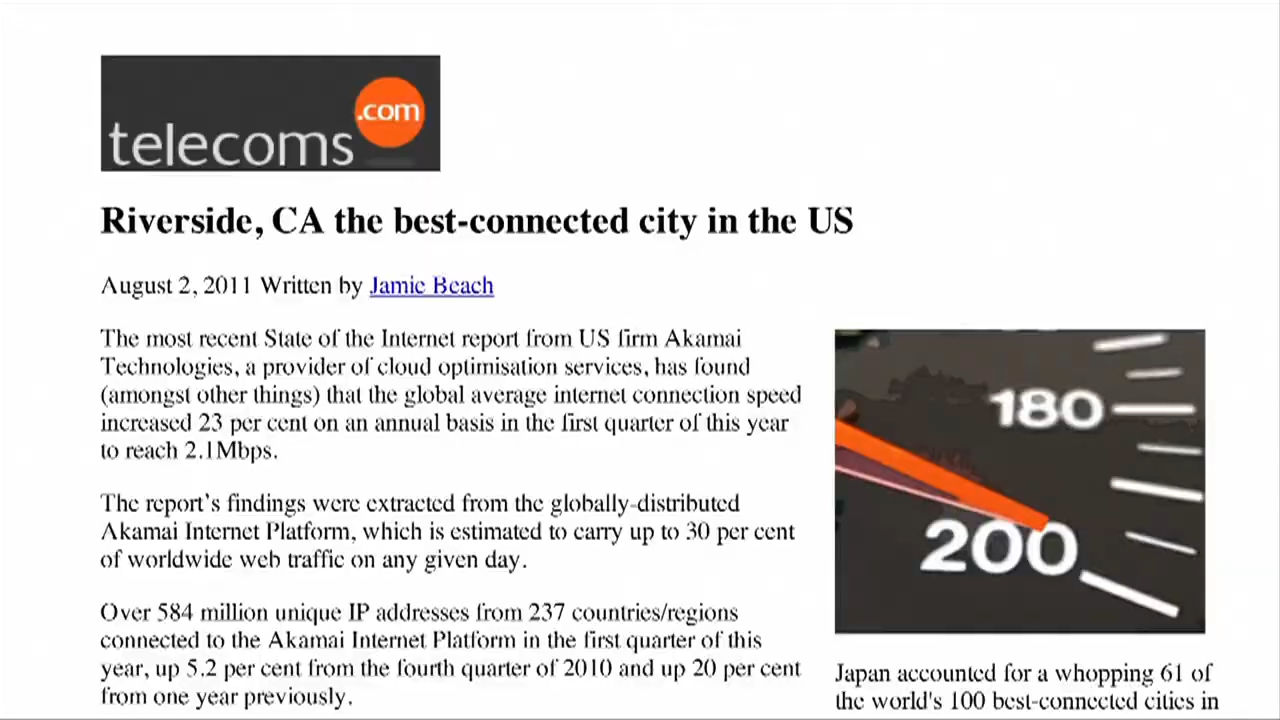 telecoms.com
Riverside, CA the best-connected city in the US
August 2, 2011 Written by Jamie Beach
The most recent State of the Internet report from US firm Akamai
Technologies, a provider of cloud optimisation services, has found
(amongst other things) that the global average internet connection speed
increased 23 per cent on an annual basis in the first quarter of this year
to reach 2.1Mbps.
The report's findings were extracted from the globally-distributed
Akamai Internet Platform, which is estimated to carry up to 30 per cent
of worldwide web traffic on any given day.
Over 584 million unique IP addresses from 237 countries/regions
connected to the Akamai Internet Platform in the first quarter of this
year, up 5.2 per cent from the fourth quarter of 2010 and up 20 per cent
from one year previously.
180
200
Japan accounted for a whopping 61 of
the world's 100 best-connected cities in